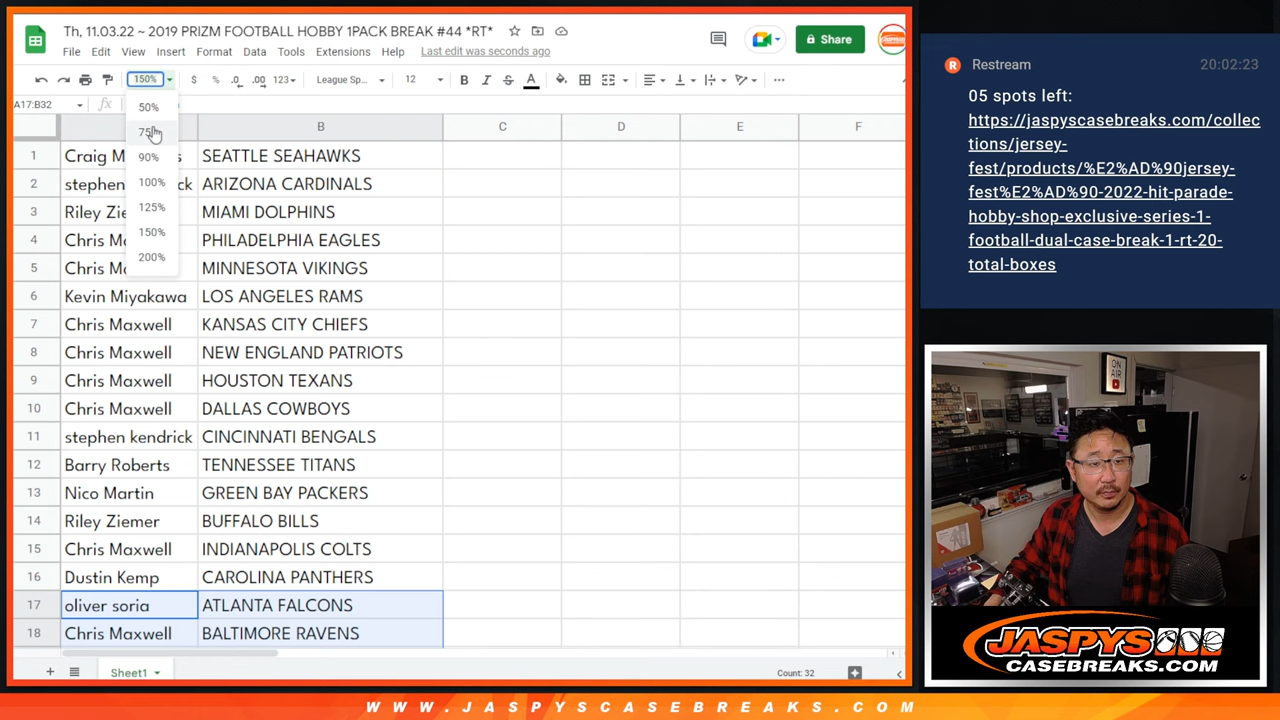 Th, 11.03.22 ~ 2019 PRIZM FOOTBALL HOBBY 1PACK BREAK #44 *RT*
File Edit View Insert Format Data Tools Extensions Help Last edit was seconds ago
Share
150% $ % .0 .00 123 League Sp... 12 B I S A
A17:B32 fx
50%
75%
90%
100%
125%
150%
200%
B C D E F
1 Craig SEATTLE SEAHAWKS
2 stephen ARIZONA CARDINALS
3 Riley MIAMI DOLPHINS
4 Chris PHILADELPHIA EAGLES
5 Chris MINNESOTA VIKINGS
6 Kevin Miyakawa LOS ANGELES RAMS
7 Chris Maxwell KANSAS CITY CHIEFS
8 Chris Maxwell NEW ENGLAND PATRIOTS
9 Chris Maxwell HOUSTON TEXANS
10 Chris Maxwell DALLAS COWBOYS
11 stephen kendrick CINCINNATI BENGALS
12 Barry Roberts TENNESSEE TITANS
13 Nico Martin GREEN BAY PACKERS
14 Riley Ziemer BUFFALO BILLS
15 Chris Maxwell INDIANAPOLIS COLTS
16 Dustin Kemp CAROLINA PANTHERS
17 oliver soria ATLANTA FALCONS
18 Chris Maxwell BALTIMORE RAVENS
Sheet1 Count: 32
R Restream 20:02:23
05 spots left:
https://jaspyscasebreaks.com/collec
tions/jersey-
fest/products/%E2%AD%90jersey-
fest%E2%AD%90-2022-hit-parade-
hobby-shop-exclusive-series-1-
football-dual-case-break-1-rt-20-
total-boxes
ON AIR
JASPYS
CASEBREAKS.COM
WWW.JASPYSCASEBREAKS.COM